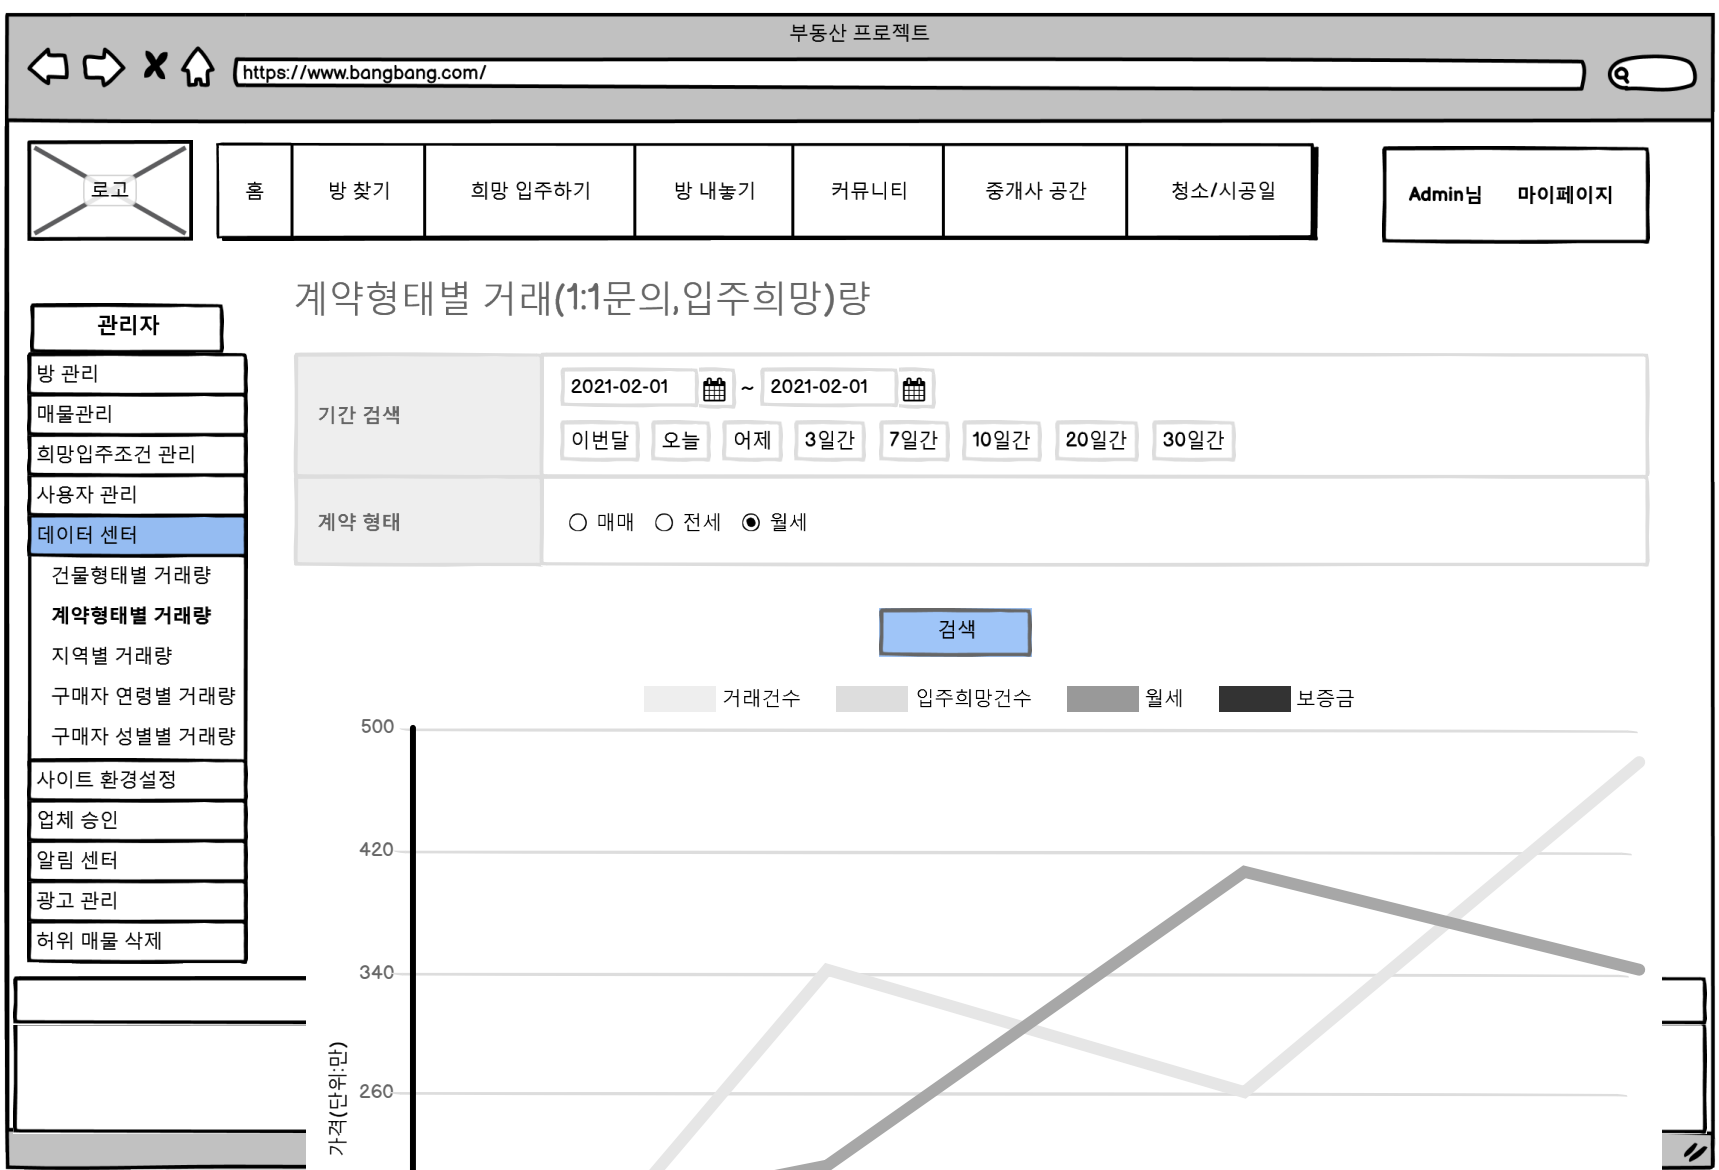 부동산 프로젝트
https://www.bangbang.com/
로고
홈 방 찾기 희망 입주하기 방 내놓기 커뮤니티 중개사 공간 청소/시공일
Admin님 마이페이지
관리자
방 관리
매물관리
희망입주조건 관리
사용자 관리
데이터 센터
건물형태별 거래량
계약형태별 거래량
지역별 거래량
구매자 연령별 거래량
구매자 성별별 거래량
사이트 환경설정
업체 승인
알림 센터
광고 관리
허위 매물 삭제
계약형태별 거래(1:1문의,입주희망)량
기간 검색
2021-02-01 ~ 2021-02-01
이번달 오늘 어제 3일간 7일간 10일간 20일간 30일간
계약 형태
매매 전세 월세
검색
거래건수 입주희망건수 월세 보증금
500
420
340
260
가격(단위:만)